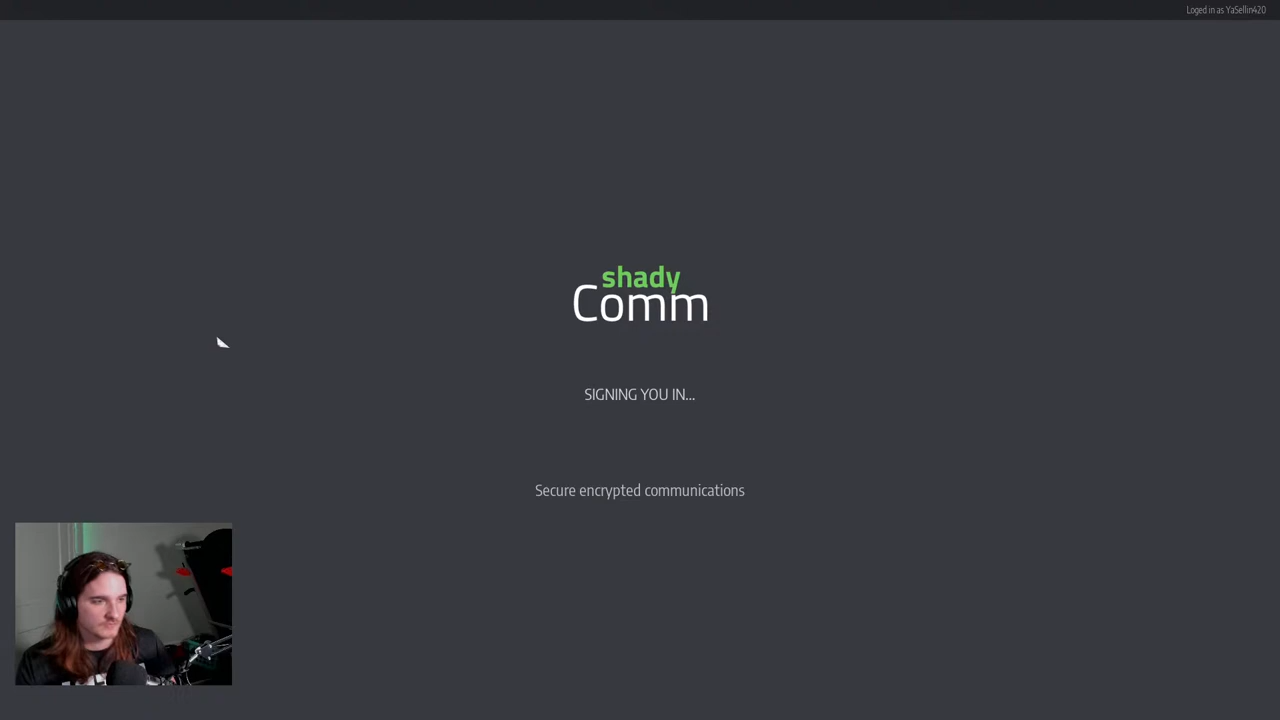 Loged in as YaSellin420
shady
Comm
SIGNING YOU IN...
Secure encrypted communications